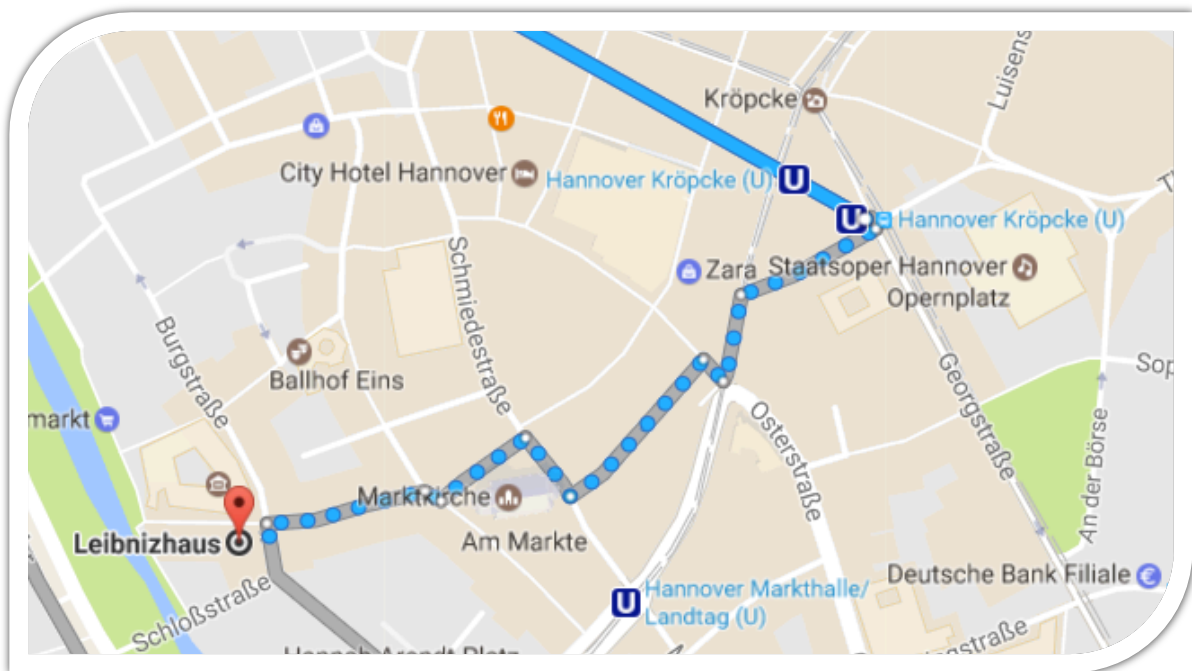 Luisens
Kröpcke
City Hotel Hannover
Hannover Kröpcke (U)
U
U
Hannover Kröpcke (U)
Schmiedestraße
Zara
Staatsoper Hannover
Opernplatz
Burgstraße
Ballhof Eins
Georgstraße
Sop
markt
Osterstraße
An der Börse
Marktkirche
Leibnizhaus
Am Markte
Deutsche Bank Filiale
€
U
Hannover Markthalle/
Landtag (U)
Schloßstraße